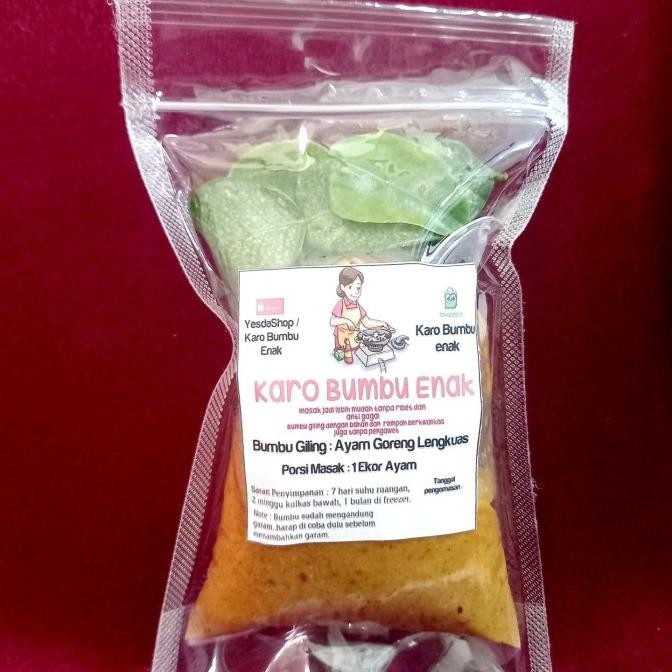 YesdaShop /
Karo Bumbu
Enak
tokopedia
Karo Bumbu
enak
Karo Bumbu Enak
masak jadi lebih mudah tanpa ribet dan
anti gagal
Bumbu giling dengan bahan dan rempah berkwalitas
juga tanpa pengawet
Bumbu Giling : Ayam Goreng Lengkuas
Porsi Masak : 1 Ekor Ayam
Saran Penyimpanan : 7 hari suhu ruangan,
2 minggu kulkas bawah, 1 bulan di freezer.
Tanggal
pengemasan :
Note : Bumbu sudah mengandung
garam, harap di coba dulu sebelum
menambahkan garam.